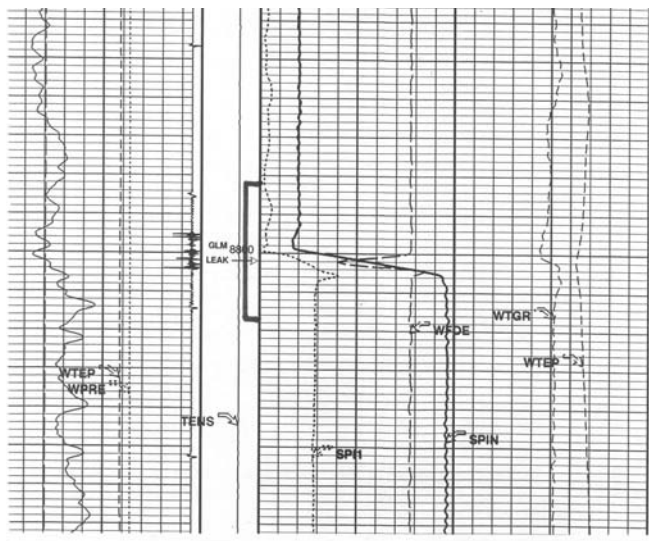 GLM 8800
LEAK
WTGR
WFDE
WTEP
WTEP
WPRE
TENS
SPIN
SPI1